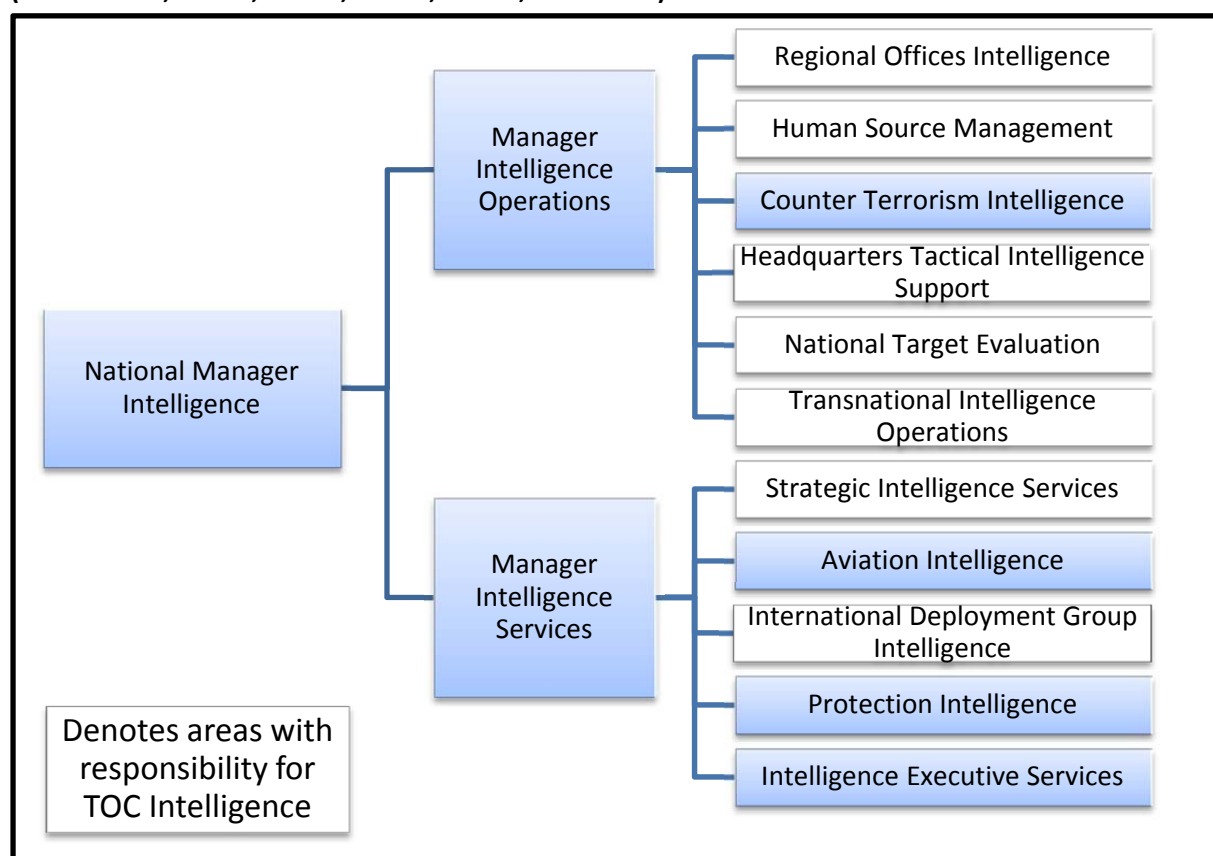 Regional Offices Intelligence
Manager
Intelligence
Operations
Human Source Management
Counter Terrorism Intelligence
Headquarters Tactical Intelligence
Support
National Manager
Intelligence
National Target Evaluation
Transnational Intelligence
Operations
Strategic Intelligence Services
Manager
Intelligence
Services
Aviation Intelligence
International Deployment Group
Intelligence
Protection Intelligence
Intelligence Executive Services
Denotes areas with
responsibility for
TOC Intelligence